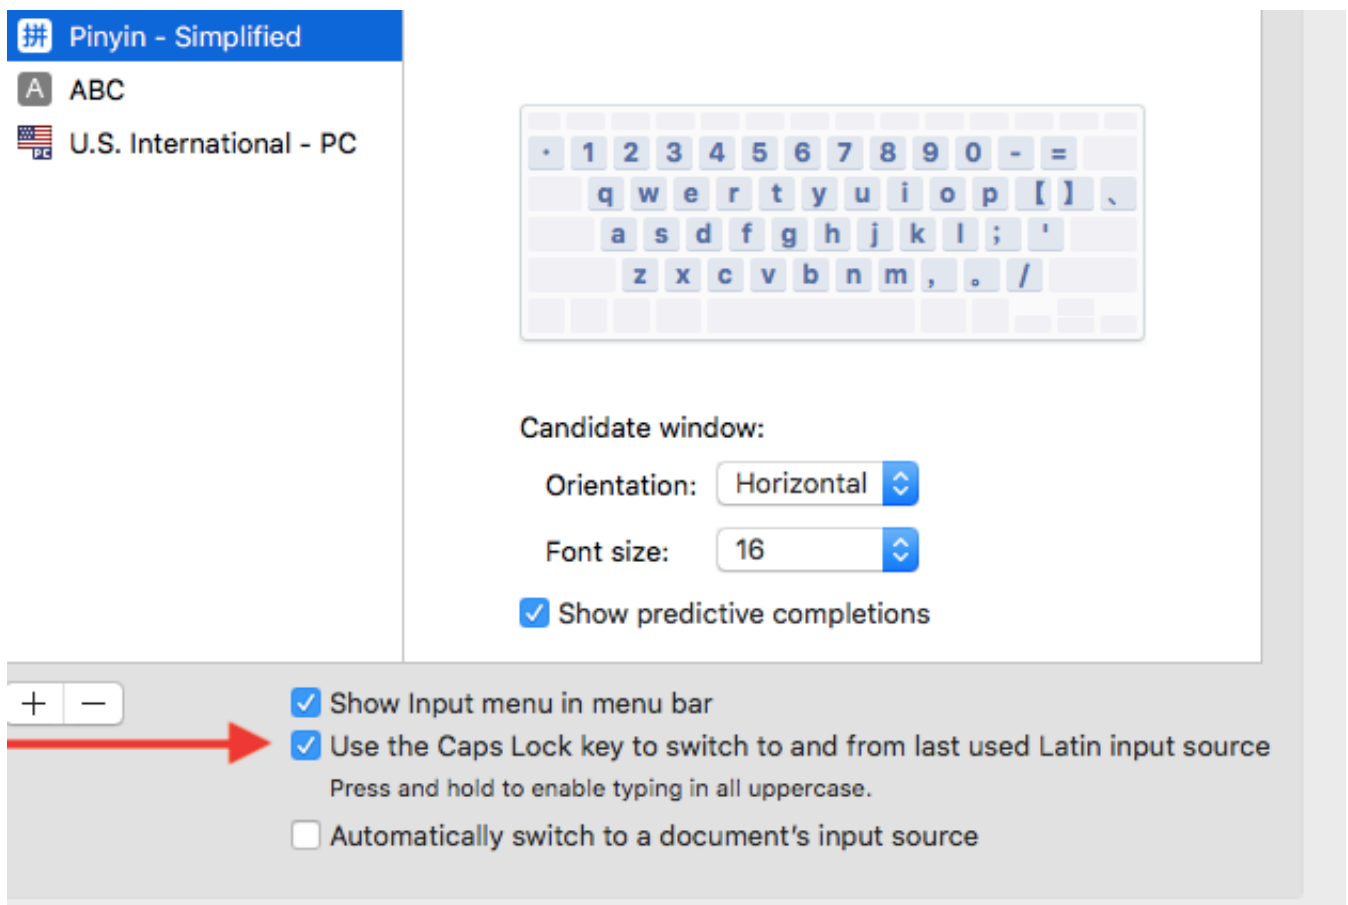 拼 Pinyin - Simplified
A ABC
PC U.S. International - PC
· 1 2 3 4 5 6 7 8 9 0 - =
q w e r t y u i o p 【 】 、
a s d f g h j k l ; '
z x c v b n m , 。 /
Candidate window:
Orientation: Horizontal
Font size: 16
Show predictive completions
+ −
Show Input menu in menu bar
Use the Caps Lock key to switch to and from last used Latin input source
Press and hold to enable typing in all uppercase.
Automatically switch to a document's input source